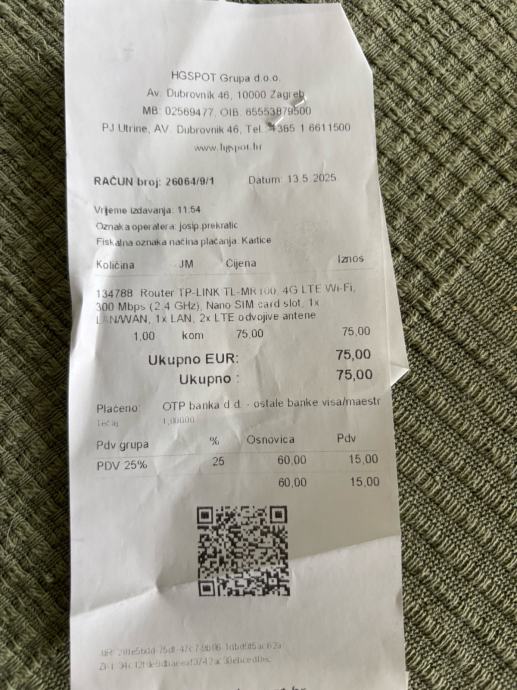 HGSPOT Grupa d.o.o.
Av. Dubrovnik 46, 10000 Zagreb
MB: 02569477, OIB: 65553879500
PJ Utrine, AV. Dubrovnik 46, Tel. +385 1 6611500
www.hgspot.hr
RAČUN broj: 26064/9/1 Datum: 13.5.2025
Vrijeme izdavanja: 11:54
Oznaka operatera: josip.prekratic
Fiskalna oznaka načina plaćanja: Kartice
Količina JM Cijena Iznos
134788 Router TP-LINK TL-MR100, 4G LTE Wi-Fi,
300 Mbps (2.4 GHz), Nano SIM card slot, 1x
LAN/WAN, 1x LAN, 2x LTE odvojive antene
1,00 kom 75,00 75,00
Ukupno EUR: 75,00
Ukupno : 75,00
Plaćeno: OTP banka d.d. - ostale banke visa/maestr
Tečaj 1,00000
Pdv grupa % Osnovica Pdv
PDV 25% 25 60,00 15,00
60,00 15,00